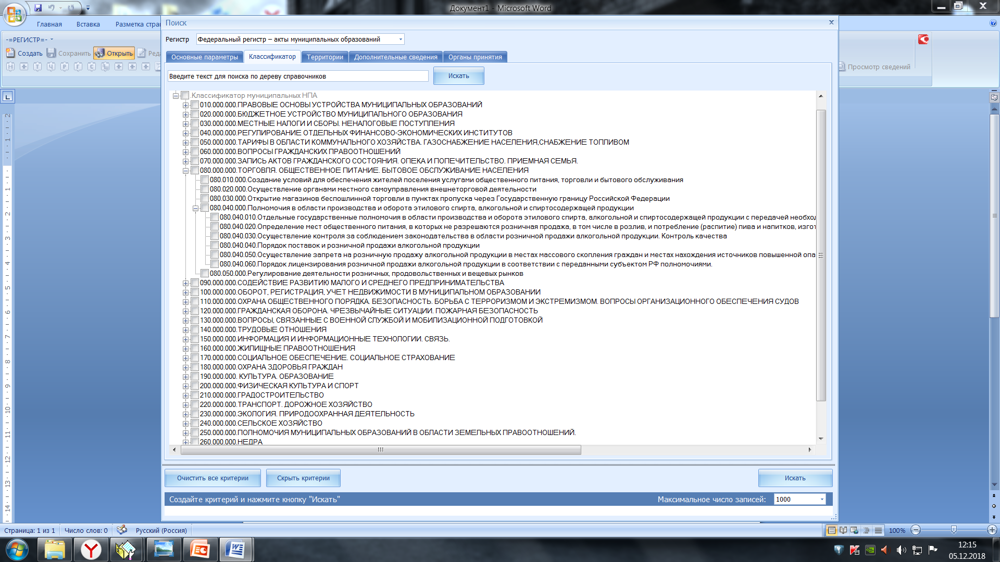 Документ1 - Microsoft Word
Главная Вставка Разметка стра
Поиск
-=РЕГИСТР=-
Регистр Федеральный регистр – акты муниципальных образований
Создать Сохранить Открыть Реда
Основные параметры Классификатор Территории Дополнительные сведения Органы принятия
Просмотр сведений
Введите текст для поиска по дереву справочников Искать
.Классификатор муниципальных НПА
010.000.000.ПРАВОВЫЕ ОСНОВЫ УСТРОЙСТВА МУНИЦИПАЛЬНЫХ ОБРАЗОВАНИЙ
020.000.000.БЮДЖЕТНОЕ УСТРОЙСТВО МУНИЦИПАЛЬНОГО ОБРАЗОВАНИЯ
030.000.000.МЕСТНЫЕ НАЛОГИ И СБОРЫ. НЕНАЛОГОВЫЕ ПОСТУПЛЕНИЯ
040.000.000.РЕГУЛИРОВАНИЕ ОТДЕЛЬНЫХ ФИНАНСОВО-ЭКОНОМИЧЕСКИХ ИНСТИТУТОВ
050.000.000.ТАРИФЫ В ОБЛАСТИ КОММУНАЛЬНОГО ХОЗЯЙСТВА. ГАЗОСНАБЖЕНИЕ НАСЕЛЕНИЯ,СНАБЖЕНИЕ ТОПЛИВОМ
060.000.000.ВОПРОСЫ ГРАЖДАНСКИХ ПРАВООТНОШЕНИЙ
070.000.000.ЗАПИСЬ АКТОВ ГРАЖДАНСКОГО СОСТОЯНИЯ. ОПЕКА И ПОПЕЧИТЕЛЬСТВО. ПРИЕМНАЯ СЕМЬЯ.
080.000.000.ТОРГОВЛЯ. ОБЩЕСТВЕННОЕ ПИТАНИЕ. БЫТОВОЕ ОБСЛУЖИВАНИЕ НАСЕЛЕНИЯ
080.010.000.Создание условий для обеспечения жителей поселения услугами общественного питания, торговли и бытового обслуживания
080.020.000.Осуществление органами местного самоуправления внешнеторговой деятельности
080.030.000.Открытие магазинов беспошлинной торговли в пунктах пропуска через Государственную границу Российской Федерации
080.040.000.Полномочия в области производства и оборота этилового спирта, алкогольной и спиртосодержащей продукции
080.040.010.Отдельные государственные полномочия в области производства и оборота этилового спирта, алкогольной и спиртосодержащей продукции с передачей необход
080.040.020.Определение мест общественного питания, в которых не разрешаются розничная продажа, в том числе в розлив, и потребление (распитие) пива и напитков, изгот
080.040.030.Осуществление контроля за соблюдением законодательства в области розничной продажи алкогольной продукции. Контроль качества
080.040.040.Порядок поставок и розничной продажи алкогольной продукции
080.040.050.Осуществление запрета на розничную продажу алкогольной продукции в местах массового скопления граждан и местах нахождения источников повышенной опа
080.040.060.Порядок лицензирования розничной продажи алкогольной продукции в соответствии с переданными субъектом РФ полномочиями.
080.050.000.Регулирование деятельности розничных, продовольственных и вещевых рынков
090.000.000.СОДЕЙСТВИЕ РАЗВИТИЮ МАЛОГО И СРЕДНЕГО ПРЕДПРИНИМАТЕЛЬСТВА
100.000.000.ОБОРОТ, РЕГИСТРАЦИЯ, УЧЕТ НЕДВИЖИМОСТИ В МУНИЦИПАЛЬНОМ ОБРАЗОВАНИИ
110.000.000.ОХРАНА ОБЩЕСТВЕННОГО ПОРЯДКА. БЕЗОПАСНОСТЬ. БОРЬБА С ТЕРРОРИЗМОМ И ЭКСТРЕМИЗМОМ. ВОПРОСЫ ОРГАНИЗАЦИОННОГО ОБЕСПЕЧЕНИЯ СУДОВ
120.000.000.ГРАЖДАНСКАЯ ОБОРОНА. ЧРЕЗВЫЧАЙНЫЕ СИТУАЦИИ. ПОЖАРНАЯ БЕЗОПАСНОСТЬ
130.000.000.ВОПРОСЫ, СВЯЗАННЫЕ С ВОЕННОЙ СЛУЖБОЙ И МОБИЛИЗАЦИОННОЙ ПОДГОТОВКОЙ
140.000.000.ТРУДОВЫЕ ОТНОШЕНИЯ
150.000.000.ИНФОРМАЦИЯ И ИНФОРМАЦИОННЫЕ ТЕХНОЛОГИИ. СВЯЗЬ.
160.000.000.ЖИЛИЩНЫЕ ПРАВООТНОШЕНИЯ
170.000.000.СОЦИАЛЬНОЕ ОБЕСПЕЧЕНИЕ. СОЦИАЛЬНОЕ СТРАХОВАНИЕ
180.000.000.ОХРАНА ЗДОРОВЬЯ ГРАЖДАН
190.000.000. КУЛЬТУРА. ОБРАЗОВАНИЕ
200.000.000.ФИЗИЧЕСКАЯ КУЛЬТУРА И СПОРТ
210.000.000.ГРАДОСТРОИТЕЛЬСТВО
220.000.000.ТРАНСПОРТ. ДОРОЖНОЕ ХОЗЯЙСТВО
230.000.000.ЭКОЛОГИЯ. ПРИРОДООХРАННАЯ ДЕЯТЕЛЬНОСТЬ
240.000.000.СЕЛЬСКОЕ ХОЗЯЙСТВО
250.000.000.ПОЛНОМОЧИЯ МУНИЦИПАЛЬНЫХ ОБРАЗОВАНИЙ В ОБЛАСТИ ЗЕМЕЛЬНЫХ ПРАВООТНОШЕНИЙ.
260.000.000.НЕДРА
Очистить все критерии Скрыть критерии Искать
Создайте критерий и нажмите кнопку "Искать" Максимальное число записей: 1000
Страница: 1 из 1 Число слов: 0 Русский (Россия) 100%
12:15
05.12.2018